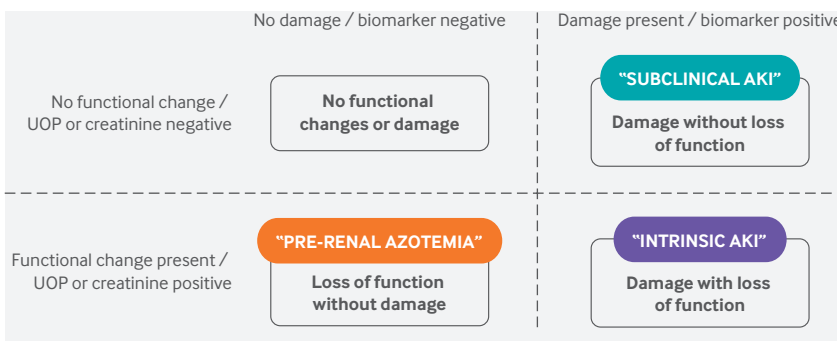 No damage / biomarker negative
Damage present / biomarker positive
No functional change /
UOP or creatinine negative
No functional
changes or damage
"SUBCLINICAL AKI"
Damage without loss
of function
Functional change present /
UOP or creatinine positive
"PRE-RENAL AZOTEMIA"
Loss of function
without damage
"INTRINSIC AKI"
Damage with loss
of function